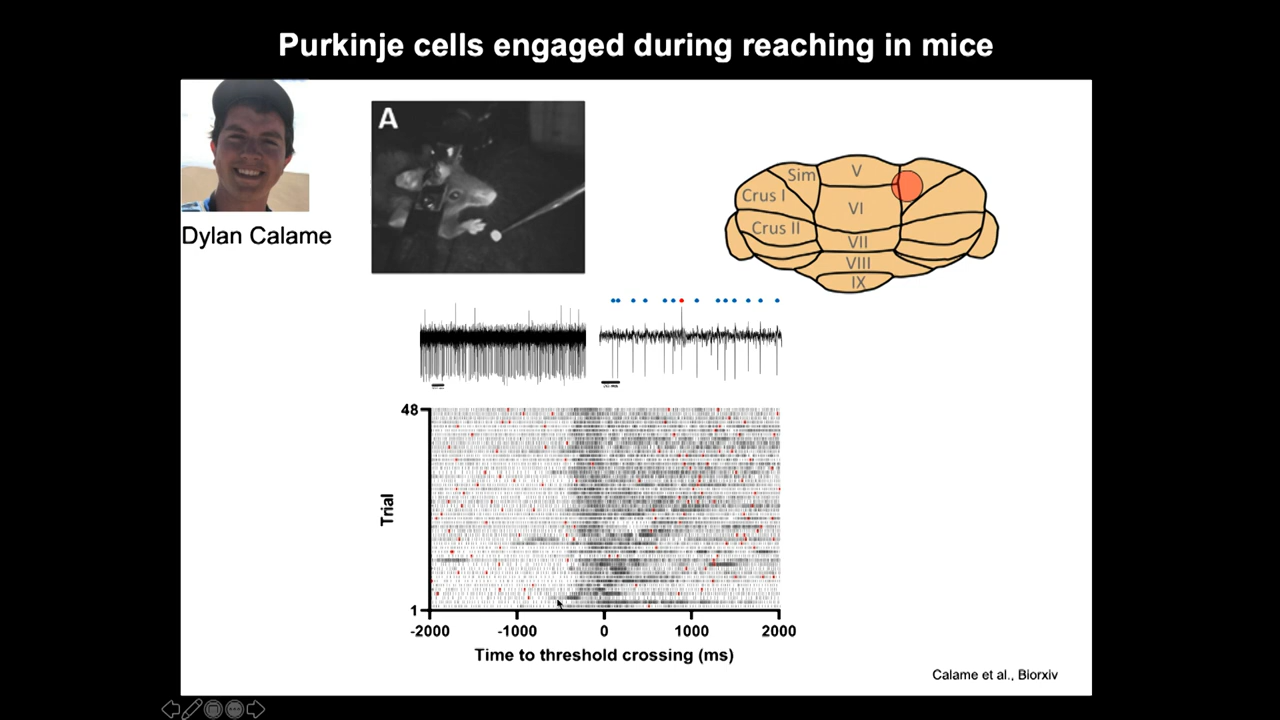 Purkinje cells engaged during reaching in mice
A
Dylan Calame
Sim
V
Crus I
VI
Crus II
VII
VIII
IX
48
Trial
1
-2000
-1000
0
1000
2000
Time to threshold crossing (ms)
Calame et al., Biorxiv